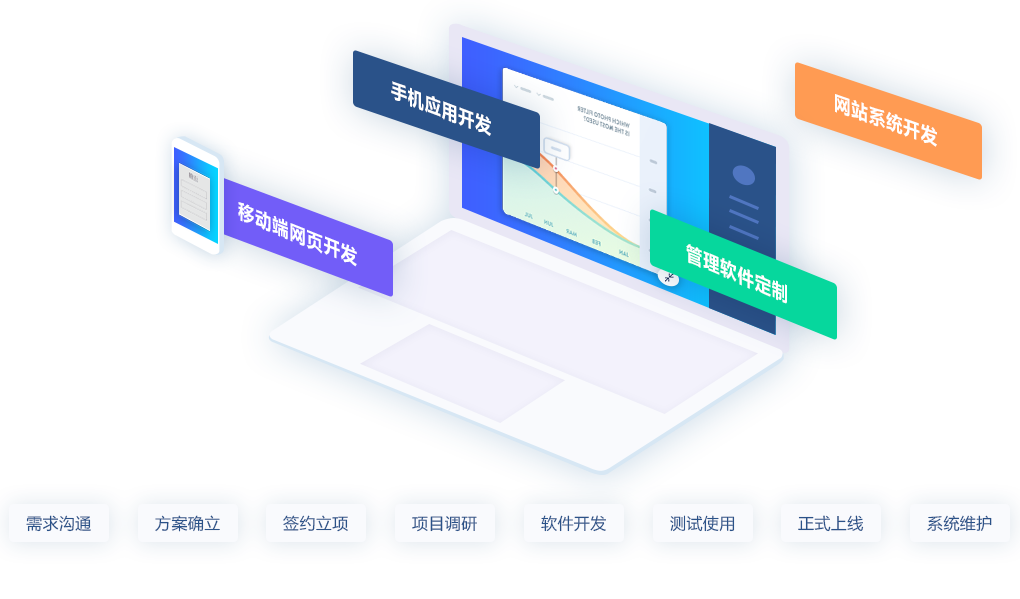 手机应用开发
网站系统开发
WHICH PHOTO FILTER
IS THE MOST USED?
移动端网页开发
JUL
JUN
MAR
FEB
JAN
管理软件定制
需求沟通
方案确立
签约立项
项目调研
软件开发
测试使用
正式上线
系统维护